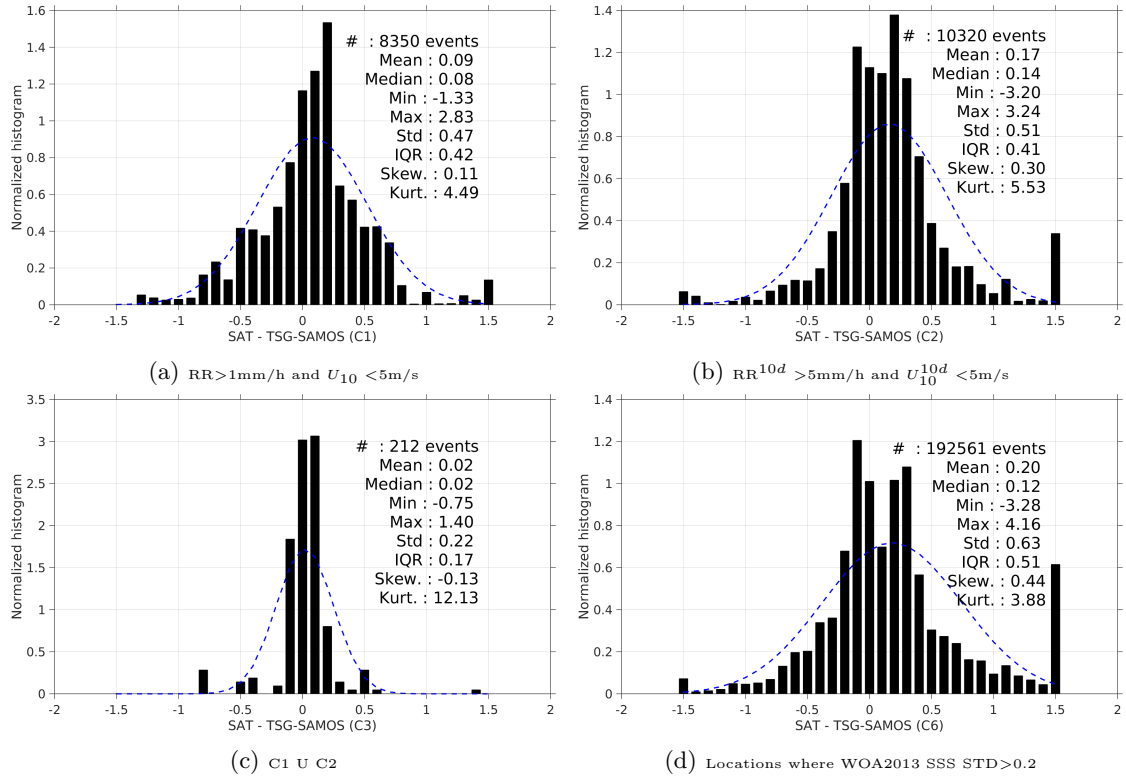 1.6
1.4
1.2
1
0.8
0.6
0.4
0.2
0
Normalized histogram
# : 8350 events
Mean : 0.09
Median : 0.08
Min : -1.33
Max : 2.83
Std : 0.47
IQR : 0.42
Skew. : 0.11
Kurt. : 4.49
-2 -1.5 -1 -0.5 0 0.5 1 1.5 2
SAT - TSG-SAMOS (C1)
(a) RR>1mm/h and U10 <5m/s
1.4
1.2
1
0.8
0.6
0.4
0.2
0
Normalized histogram
# : 10320 events
Mean : 0.17
Median : 0.14
Min : -3.20
Max : 3.24
Std : 0.51
IQR : 0.41
Skew. : 0.30
Kurt. : 5.53
-2 -1.5 -1 -0.5 0 0.5 1 1.5 2
SAT - TSG-SAMOS (C2)
(b) RR^10d >5mm/h and U10^10d <5m/s
3.5
3
2.5
2
1.5
1
0.5
0
Normalized histogram
# : 212 events
Mean : 0.02
Median : 0.02
Min : -0.75
Max : 1.40
Std : 0.22
IQR : 0.17
Skew. : -0.13
Kurt. : 12.13
-2 -1.5 -1 -0.5 0 0.5 1 1.5 2
SAT - TSG-SAMOS (C3)
(c) C1 U C2
1.4
1.2
1
0.8
0.6
0.4
0.2
0
Normalized histogram
# : 192561 events
Mean : 0.20
Median : 0.12
Min : -3.28
Max : 4.16
Std : 0.63
IQR : 0.51
Skew. : 0.44
Kurt. : 3.88
-2 -1.5 -1 -0.5 0 0.5 1 1.5 2
SAT - TSG-SAMOS (C6)
(d) Locations where WOA2013 SSS STD>0.2